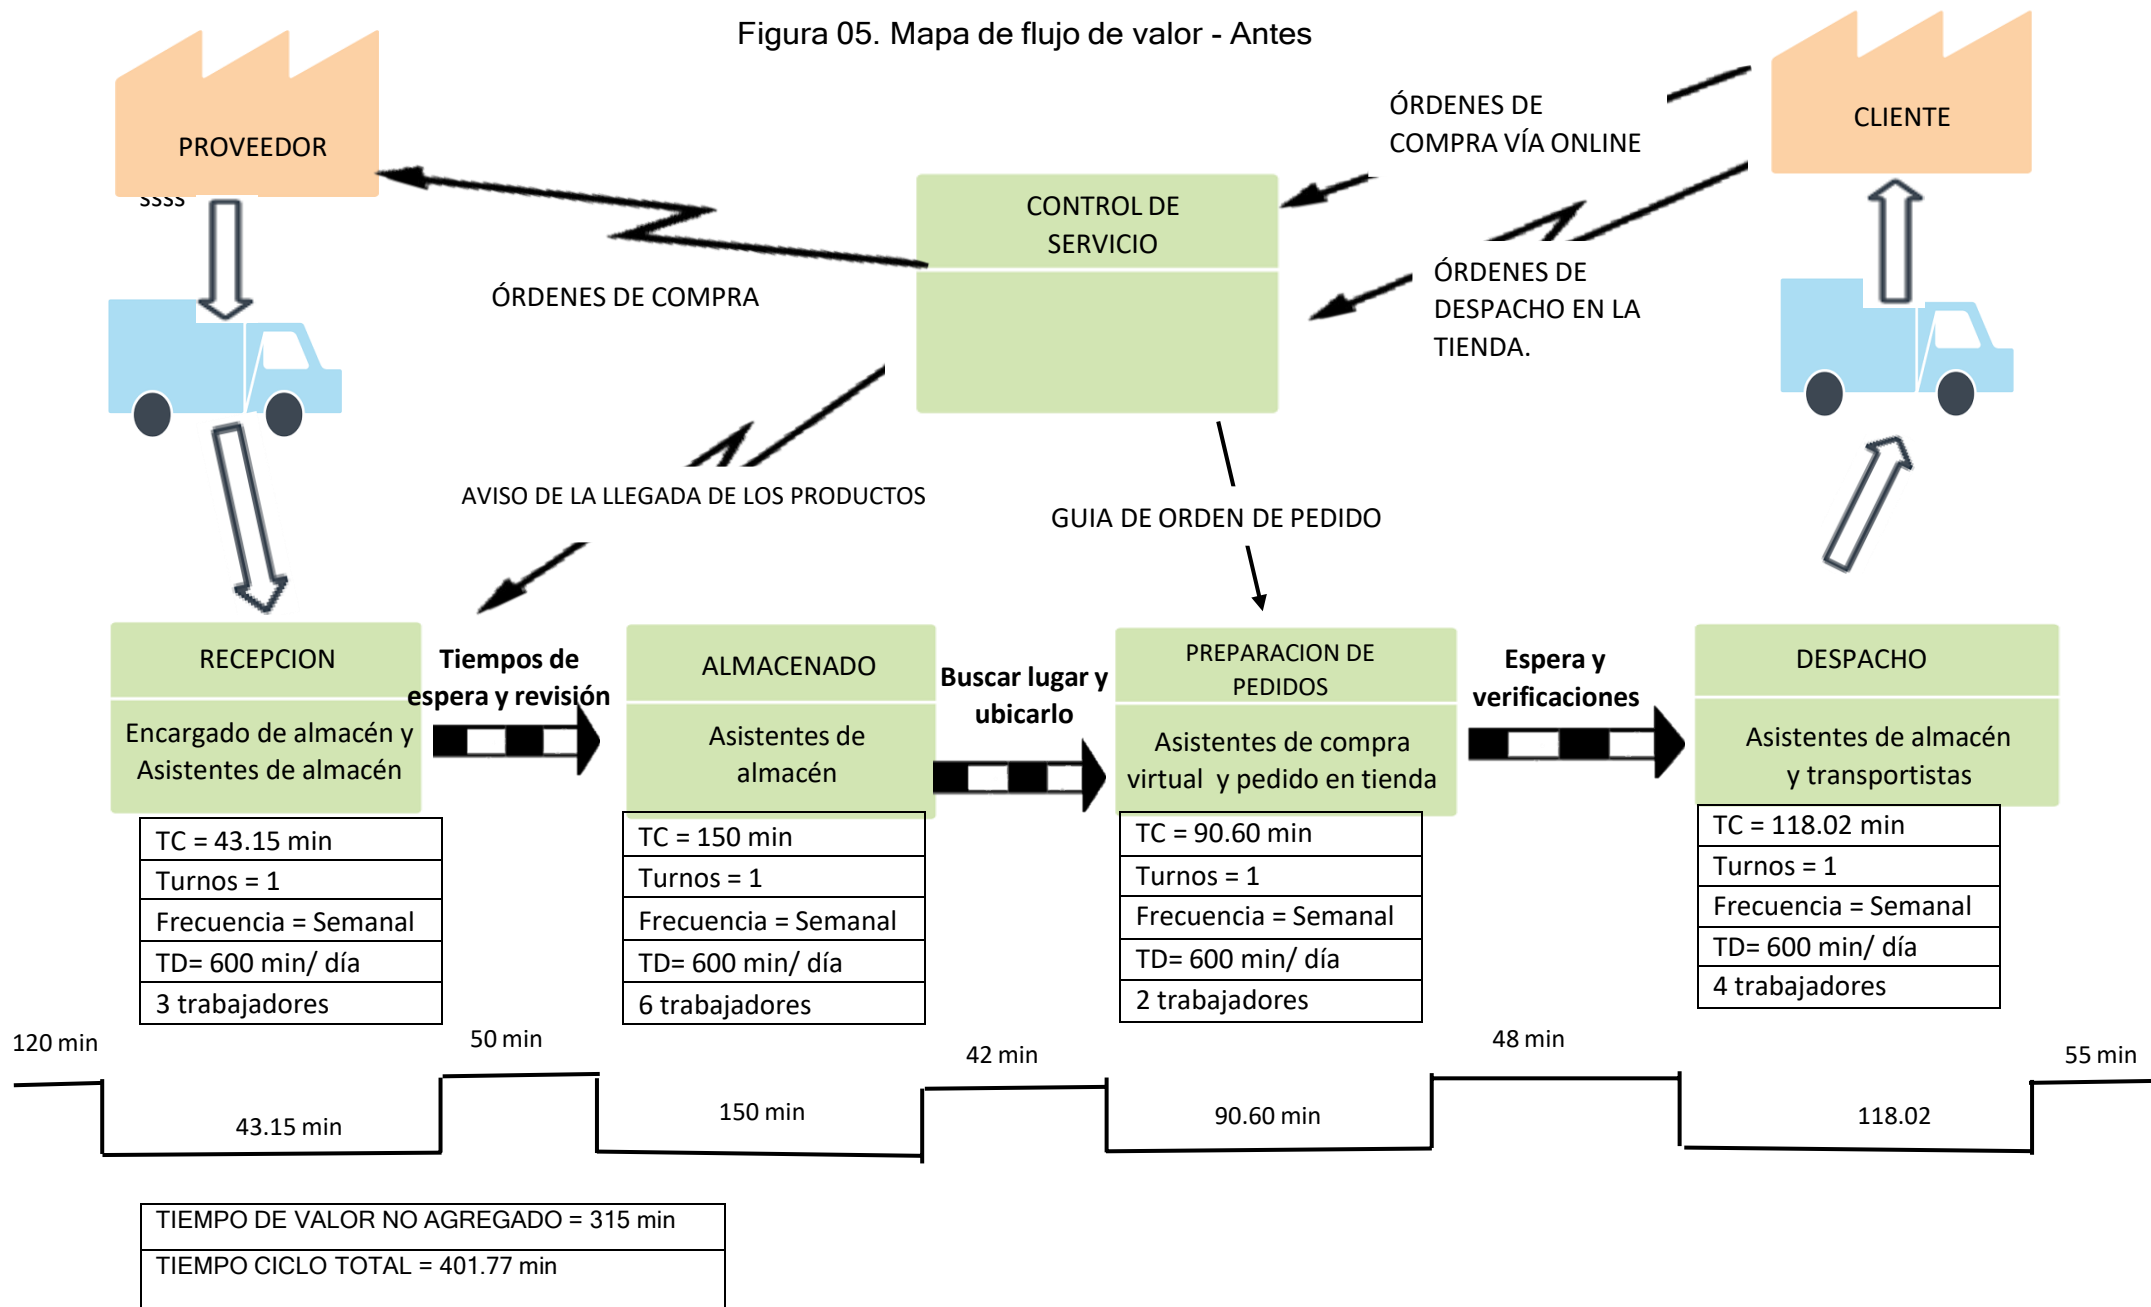 Figura 05. Mapa de flujo de valor - Antes
PROVEEDOR
ssss
ÓRDENES DE
COMPRA VÍA ONLINE
CLIENTE
CONTROL DE
SERVICIO
ÓRDENES DE COMPRA
ÓRDENES DE
DESPACHO EN LA
TIENDA.
AVISO DE LA LLEGADA DE LOS PRODUCTOS
GUIA DE ORDEN DE PEDIDO
RECEPCION
Encargado de almacén y
Asistentes de almacén
Tiempos de
espera y revisión
ALMACENADO
Asistentes de
almacén
Buscar lugar y
ubicarlo
PREPARACION DE
PEDIDOS
Asistentes de compra
virtual y pedido en tienda
Espera y
verificaciones
DESPACHO
Asistentes de almacén
y transportistas
TC = 43.15 min
Turnos = 1
Frecuencia = Semanal
TD= 600 min/ día
3 trabajadores
TC = 150 min
Turnos = 1
Frecuencia = Semanal
TD= 600 min/ día
6 trabajadores
TC = 90.60 min
Turnos = 1
Frecuencia = Semanal
TD= 600 min/ día
2 trabajadores
TC = 118.02 min
Turnos = 1
Frecuencia = Semanal
TD= 600 min/ día
4 trabajadores
120 min
43.15 min
50 min
150 min
42 min
90.60 min
48 min
118.02
55 min
TIEMPO DE VALOR NO AGREGADO = 315 min
TIEMPO CICLO TOTAL = 401.77 min